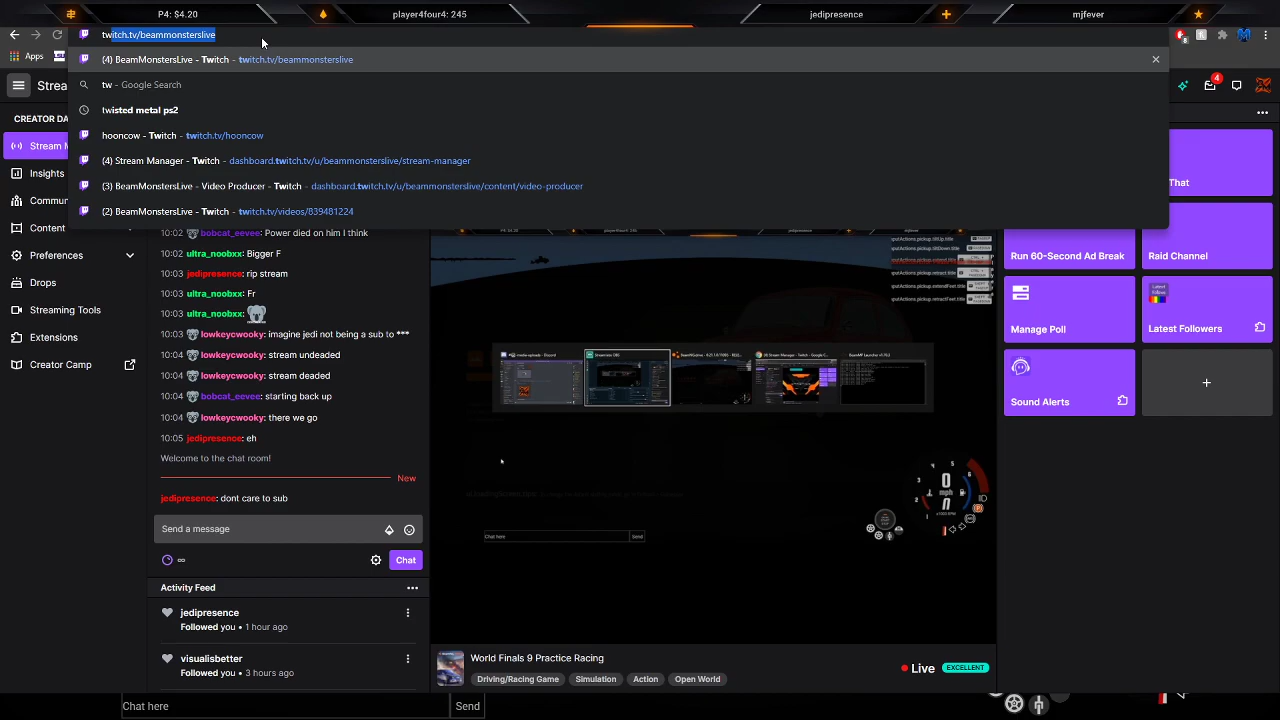 P4: $4.20
player4four4: 245
jedipresence
mjfever
twitch.tv/beammonsterslive
(4) BeamMonstersLive - Twitch - twitch.tv/beammonsterslive
tw - Google Search
twisted metal ps2
hooncow - Twitch - twitch.tv/hooncow
(4) Stream Manager - Twitch - dashboard.twitch.tv/u/beammonsterslive/stream-manager
(3) BeamMonstersLive - Video Producer - Twitch - dashboard.twitch.tv/u/beammonsterslive/content/video-producer
(2) BeamMonstersLive - Twitch - twitch.tv/videos/839481224
Apps
Strea
4
CREATOR DA
Stream M
Insights
Commu
Content
Preferences
Drops
Streaming Tools
Extensions
Creator Camp
10:02 bobcat_eevee: Power died on him I think
10:02 ultra_noobxx: Bigger F
10:03 jedipresence: rip stream
10:03 ultra_noobxx: Fr
10:03 ultra_noobxx:
10:03 lowkeycwooky: imagine jedi not being a sub to ***
10:04 lowkeycwooky: stream undeaded
10:04 lowkeycwooky: stream deaded
10:04 bobcat_eevee: starting back up
10:04 lowkeycwooky: there we go
10:05 jedipresence: eh
Welcome to the chat room!
New
jedipresence: dont care to sub
Send a message
Chat
Activity Feed
jedipresence
Followed you • 1 hour ago
visualisbetter
Followed you • 3 hours ago
Chat here
Send
0
mph
n
World Finals 9 Practice Racing
Driving/Racing Game
Simulation
Action
Open World
Live
EXCELLENT
That
Run 60-Second Ad Break
Raid Channel
Manage Poll
Latest Followers
Sound Alerts
Chat here
Send